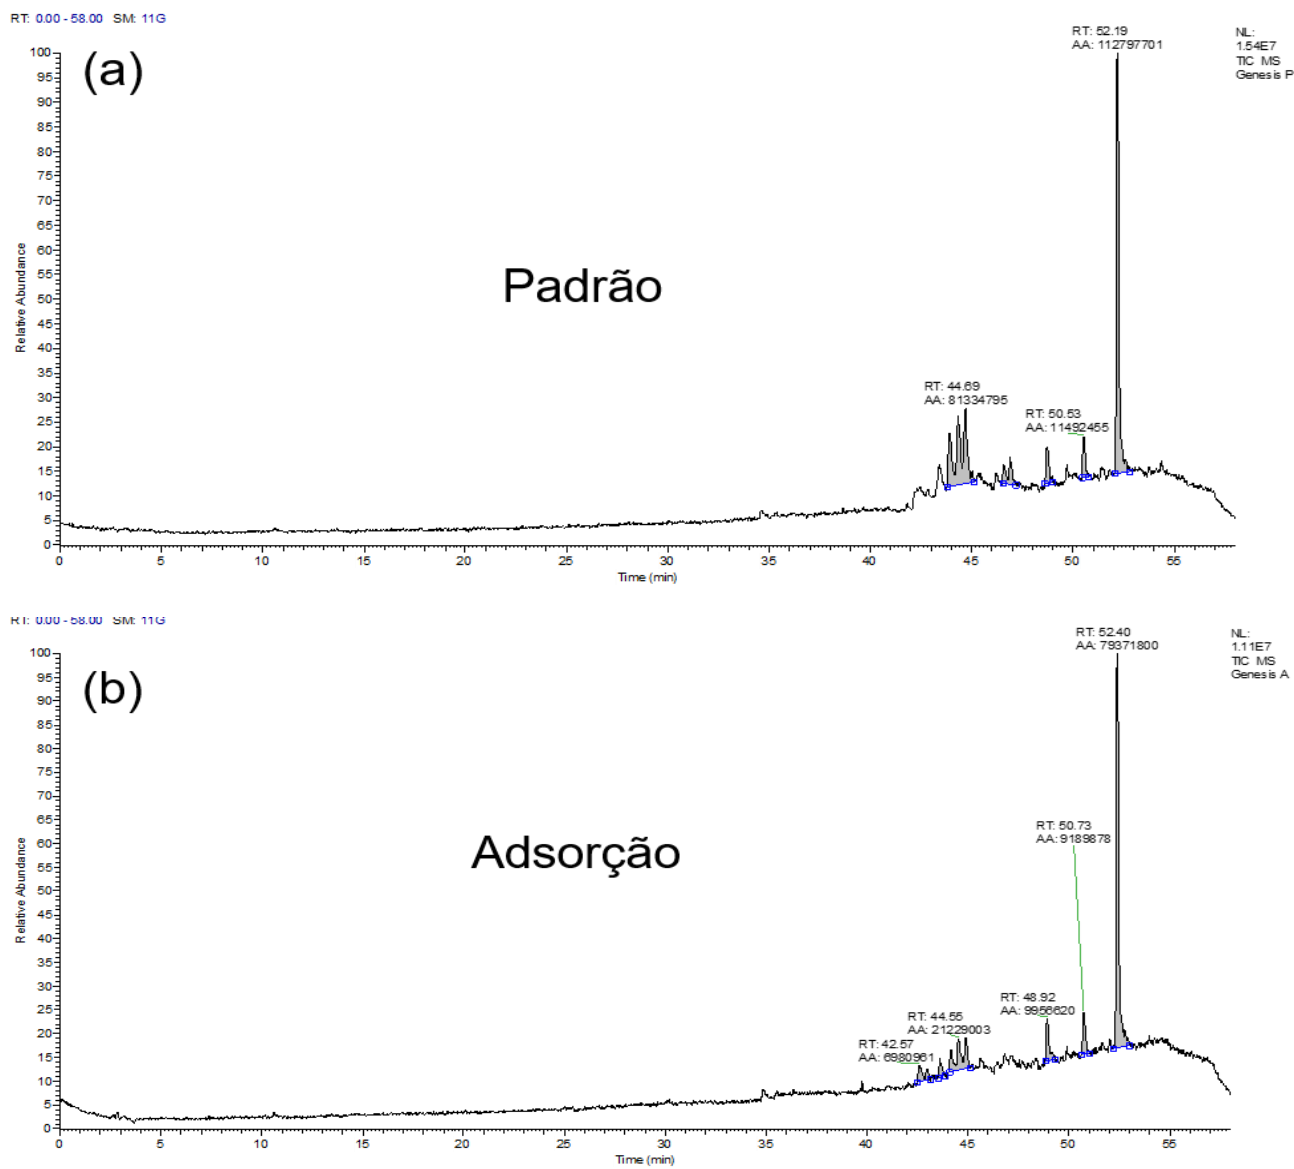 RT: 0.00 - 58.00 SM: 11G
RT: 52.19
AA: 112797701
NL:
1.54E7
TIC MS
Genesis P
(a)
100
95
90
85
80
75
70
65
60
55
50
45
40
35
30
25
20
15
10
5
0
Relative Abundance
Padrão
RT: 44.69
AA: 81334795
RT: 50.53
AA: 11492455
0 5 10 15 20 25 30 35 40 45 50 55
Time (min)
RT: 0.00 - 58.00 SM: 11G
RT: 52.40
AA: 79371800
NL:
1.11E7
TIC MS
Genesis A
(b)
100
95
90
85
80
75
70
65
60
55
50
45
40
35
30
25
20
15
10
5
0
Relative Abundance
Adsorção
RT: 50.73
AA: 9189878
RT: 48.92
AA: 9956620
RT: 44.55
AA: 21229003
RT: 42.57
AA: 6980961
0 5 10 15 20 25 30 35 40 45 50 55
Time (min)